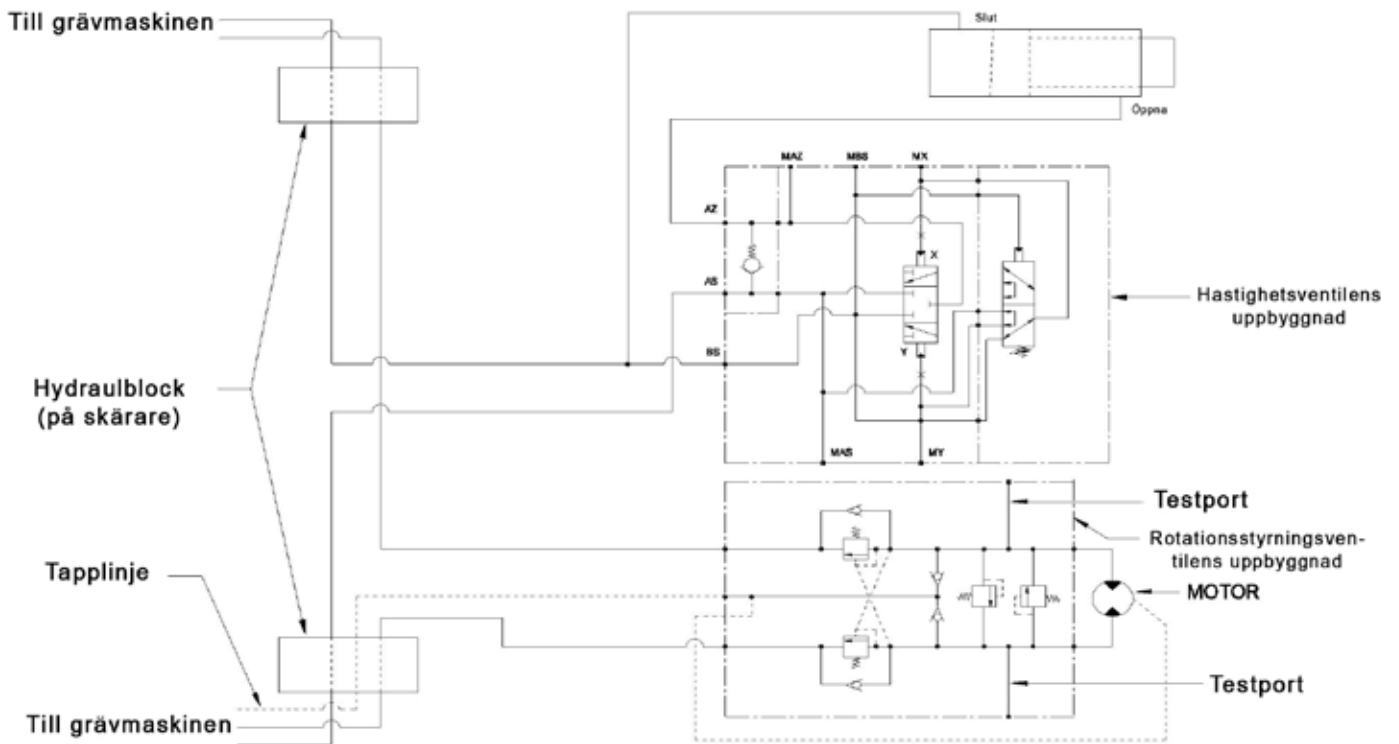 Till grävmaskinen
Slut
Öppna
MAZ
MBS
MX
AZ
X
AS
Hastighetsventilens
uppbyggnad
Y
BS
Hydraulblock
(på skärare)
MAS
MY
Testport
Rotationsstyrningsven-
tilens uppbyggnad
Tapplinje
MOTOR
Testport
Till grävmaskinen